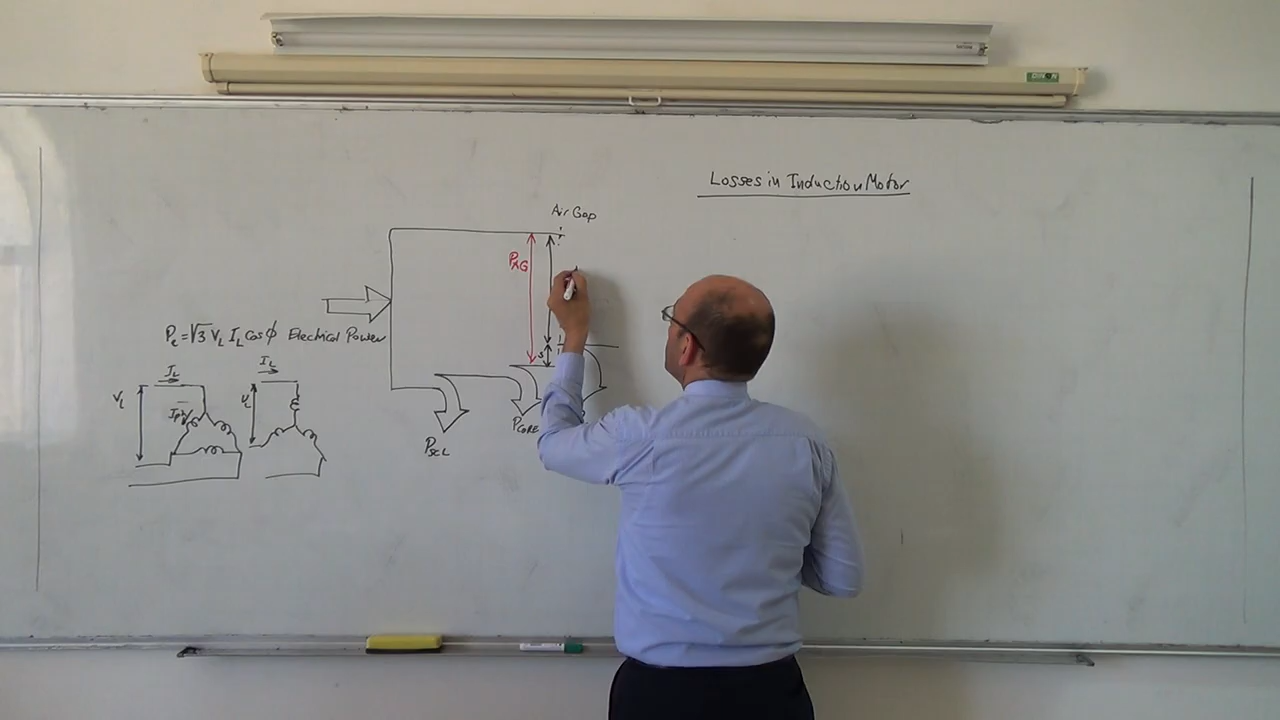 Losses in Induction Motor
Air Gap
P_AG
P_e = √3 V_L I_L Cos ϕ Electrical Power
I_L
I_L
V_L
V_L
S
P_CORE
P_SCL